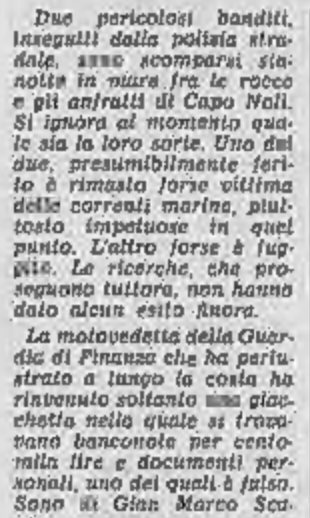 Due pericolosi banditi,
inseguiti dalla polizia stra-
dale, sono scomparsi sta-
notte in mare fra le rocce
e gli anfratti di Capo Noli.
Si ignora al momento qua-
le sia la loro sorte. Uno dei
due, presumibilmente feri-
to è rimasto forse vittima
delle correnti marine, piut-
tosto impetuose in quel
punto. L'altro forse è fug-
gito. Le ricerche, che pro-
seguono tuttora, non hanno
dato alcun esito finora.
La motovedetta della Guar-
dia di Finanza che ha perlu-
strato a lungo la costa ha
rinvenuto soltanto una giac-
chetta nella quale si trova-
vano banconote per cento-
mila lire e documenti per-
sonali, uno dei quali è falso.
Sono di Gian Marco Sca-